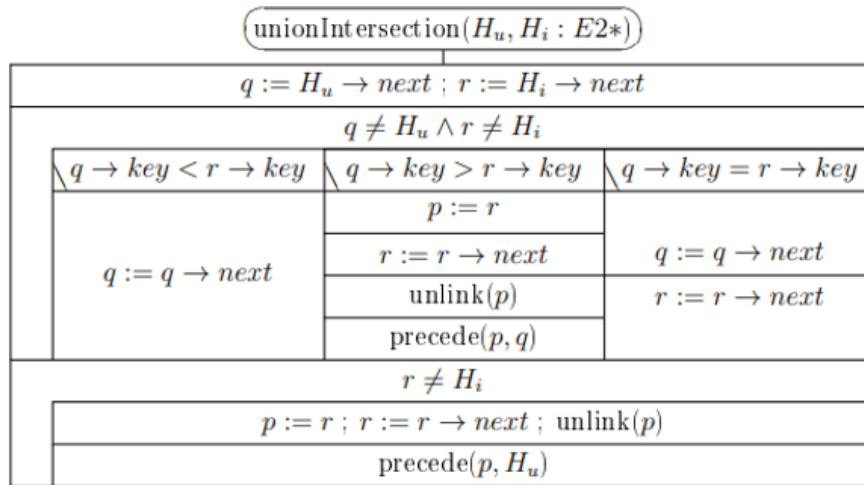 unionIntersection(H_u, H_i : E2*)
q := H_u → next ; r := H_i → next
q ≠ H_u ∧ r ≠ H_i
q → key < r → key
q → key > r → key
q → key = r → key
q := q → next
p := r
r := r → next
unlink(p)
precede(p, q)
q := q → next
r := r → next
r ≠ H_i
p := r ; r := r → next ; unlink(p)
precede(p, H_u)